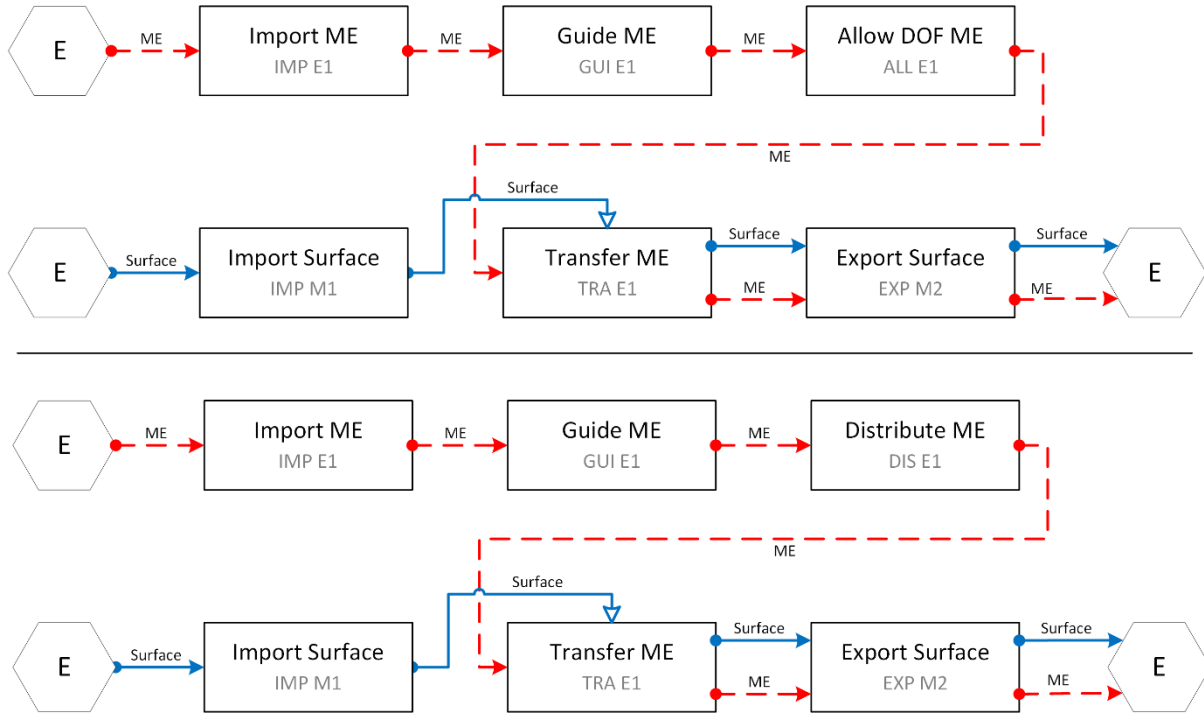 E
ME
Import ME
IMP E1
ME
Guide ME
GUI E1
ME
Allow DOF ME
ALL E1
ME
Surface
E
Surface
Import Surface
IMP M1
Transfer ME
TRA E1
Surface
ME
Export Surface
EXP M2
Surface
ME
E
E
ME
Import ME
IMP E1
ME
Guide ME
GUI E1
ME
Distribute ME
DIS E1
ME
Surface
E
Surface
Import Surface
IMP M1
Transfer ME
TRA E1
Surface
ME
Export Surface
EXP M2
Surface
ME
E